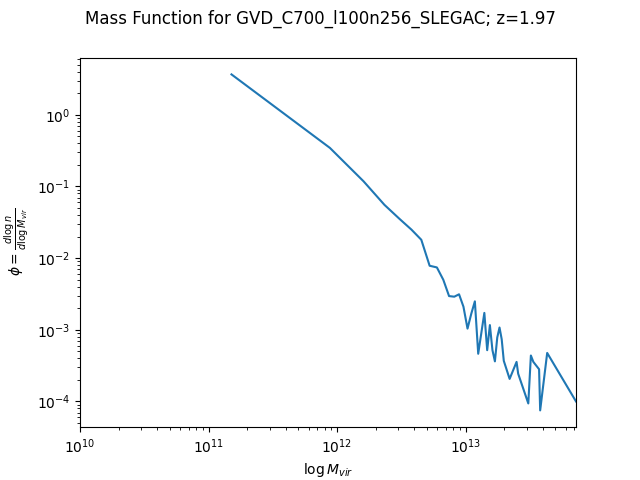 Mass Function for GVD_C700_l100n256_SLEGAC; z=1.97
10^0
10^-1
10^-2
10^-3
10^-4
ϕ = d log n / d log M_vir
10^10 10^11 10^12 10^13
log M_vir